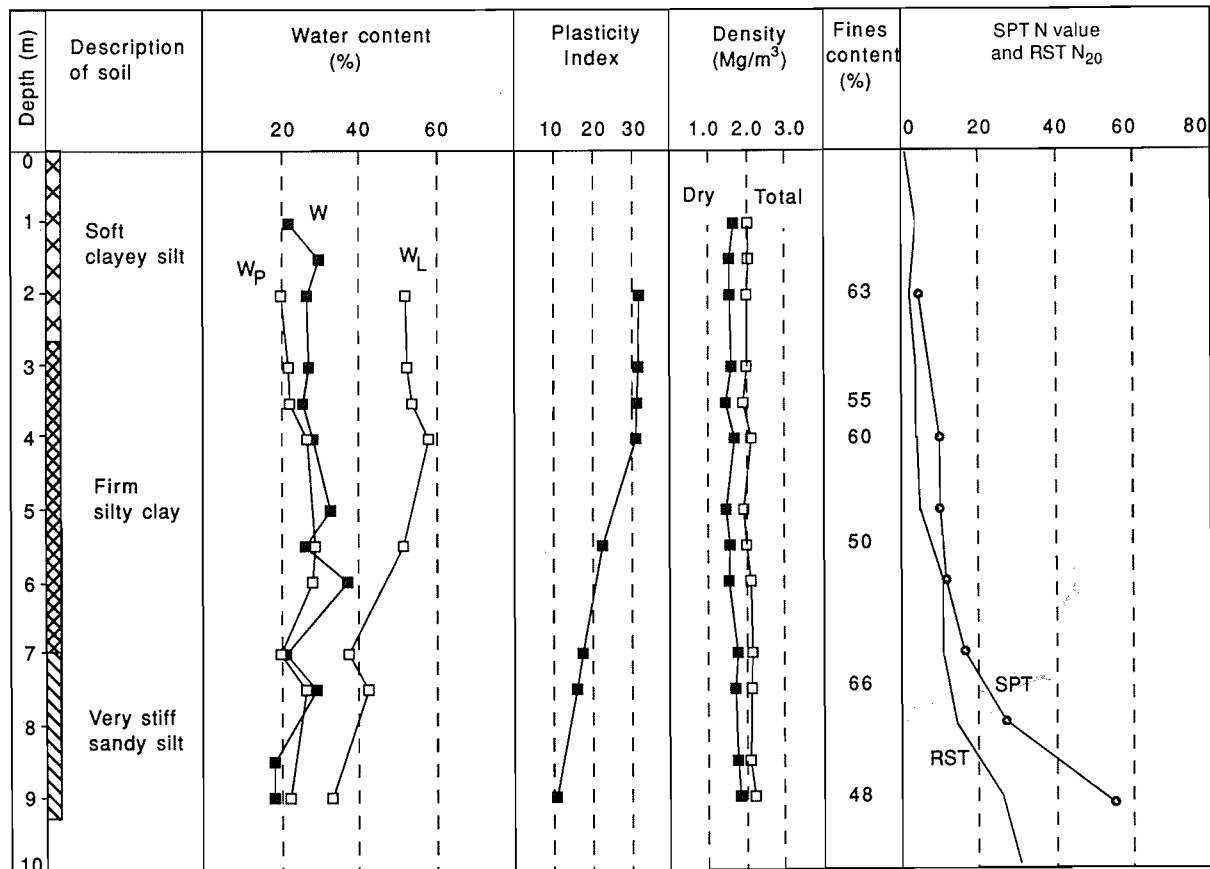 Depth (m)
Description
of soil
Water content
(%)
20 40 60
Plasticity
Index
10 20 30
Density
(Mg/m³)
1.0 2.0 3.0
Fines
content
(%)
SPT N value
and RST N₂₀
0 20 40 60 80
0
1
2
3
4
5
6
7
8
9
10
Soft
clayey silt
Firm
silty clay
Very stiff
sandy silt
W
W_P
W_L
Dry Total
63
55
60
50
66
48
SPT
RST